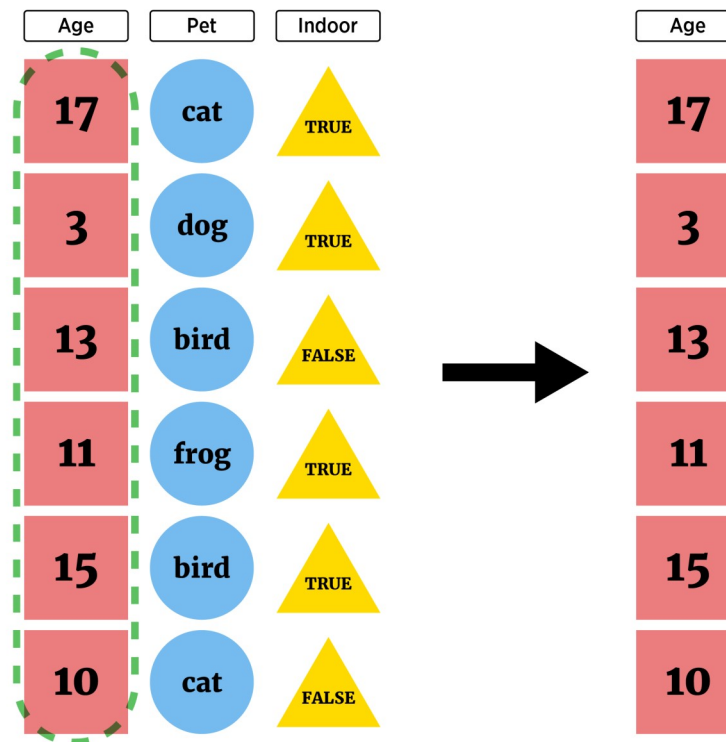 Age Pet Indoor Age
17 cat TRUE 17
3 dog TRUE 3
13 bird FALSE 13
11 frog TRUE 11
15 bird TRUE 15
10 cat FALSE 10